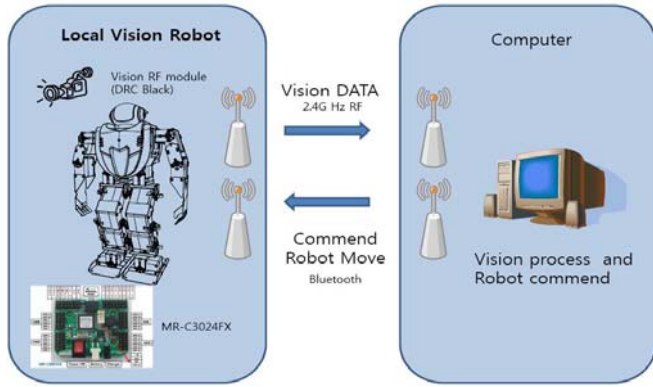 Local Vision Robot
Vision RF module
(DRC Black)
MR-C3024FX
Vision DATA
2.4G Hz RF
Commend
Robot Move
Bluetooth
Computer
Vision process and
Robot commend